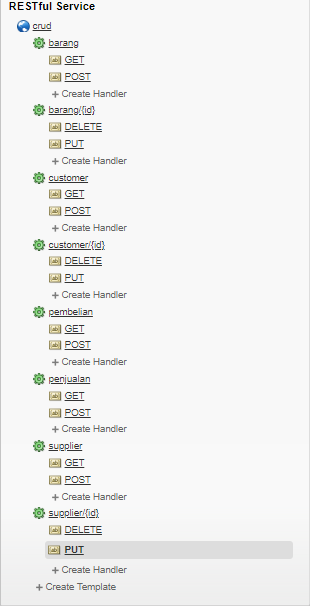 RESTful Service
crud
barang
GET
POST
+ Create Handler
barang/{id}
DELETE
PUT
+ Create Handler
customer
GET
POST
+ Create Handler
customer/{id}
DELETE
PUT
+ Create Handler
pembelian
GET
POST
+ Create Handler
penjualan
GET
POST
+ Create Handler
supplier
GET
POST
+ Create Handler
supplier/{id}
DELETE
PUT
+ Create Handler
+ Create Template